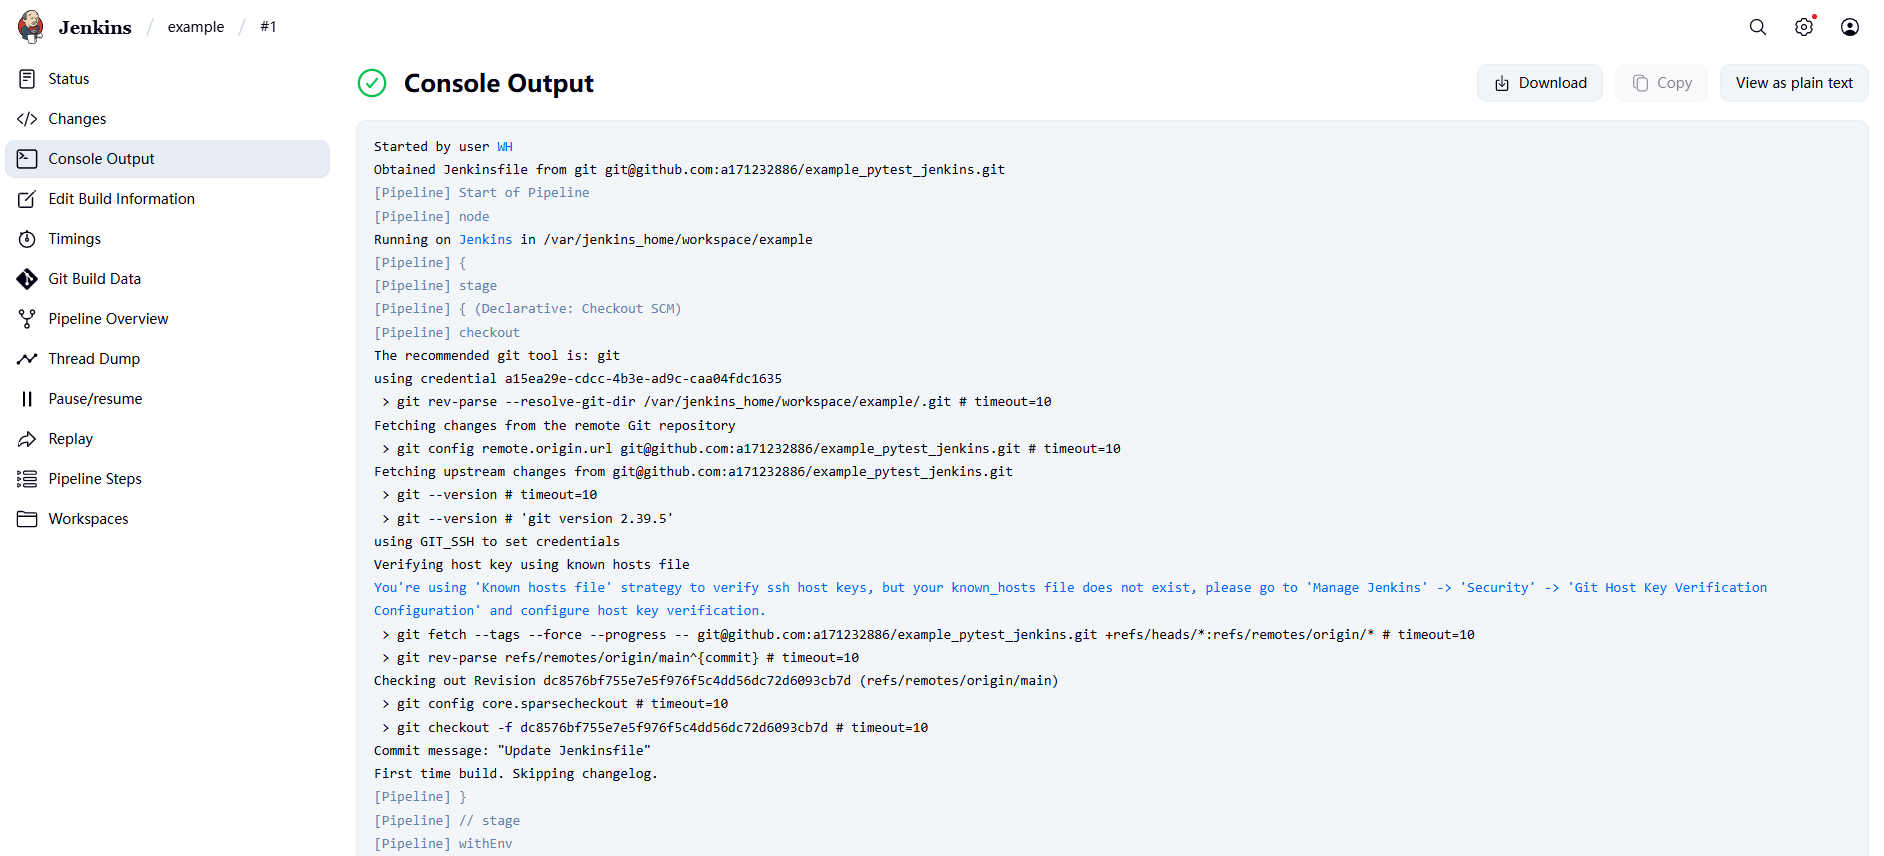 Jenkins / example / #1
Status
Changes
Console Output
Edit Build Information
Timings
Git Build Data
Pipeline Overview
Thread Dump
Pause/resume
Replay
Pipeline Steps
Workspaces
Console Output
Download
Copy
View as plain text
Started by user WH
Obtained Jenkinsfile from git git@github.com:a171232886/example_pytest_jenkins.git
[Pipeline] Start of Pipeline
[Pipeline] node
Running on Jenkins in /var/jenkins_home/workspace/example
[Pipeline] {
[Pipeline] stage
[Pipeline] { (Declarative: Checkout SCM)
[Pipeline] checkout
The recommended git tool is: git
using credential a15ea29e-cdcc-4b3e-ad9c-caa04fdc1635
> git rev-parse --resolve-git-dir /var/jenkins_home/workspace/example/.git # timeout=10
Fetching changes from the remote Git repository
> git config remote.origin.url git@github.com:a171232886/example_pytest_jenkins.git # timeout=10
Fetching upstream changes from git@github.com:a171232886/example_pytest_jenkins.git
> git --version # timeout=10
> git --version # 'git version 2.39.5'
using GIT_SSH to set credentials
Verifying host key using known hosts file
You're using 'Known hosts file' strategy to verify ssh host keys, but your known_hosts file does not exist, please go to 'Manage Jenkins' -> 'Security' -> 'Git Host Key Verification
Configuration' and configure host key verification.
> git fetch --tags --force --progress -- git@github.com:a171232886/example_pytest_jenkins.git +refs/heads/*:refs/remotes/origin/* # timeout=10
> git rev-parse refs/remotes/origin/main^{commit} # timeout=10
Checking out Revision dc8576bf755e7e5f976f5c4dd56dc72d6093cb7d (refs/remotes/origin/main)
> git config core.sparsecheckout # timeout=10
> git checkout -f dc8576bf755e7e5f976f5c4dd56dc72d6093cb7d # timeout=10
Commit message: "Update Jenkinsfile"
First time build. Skipping changelog.
[Pipeline] }
[Pipeline] // stage
[Pipeline] withEnv